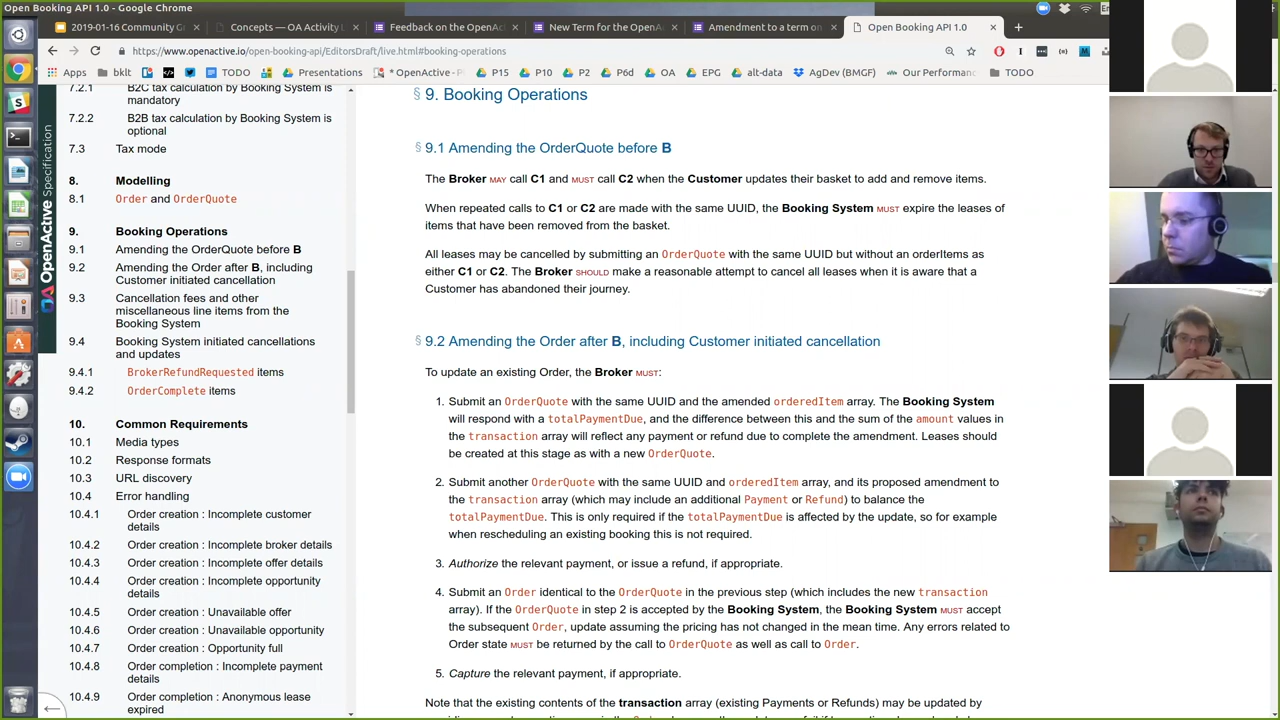 Open Booking API 1.0 - Google Chrome
2019-01-16 Community G
Concepts — OA Activity L
Feedback on the OpenAc
New Term for the OpenA
Amendment to a term on
Open Booking API 1.0
https://www.openactive.io/open-booking-api/EditorsDraft/live.html#booking-operations
Apps
bklt
TODO
Presentations
* OpenActive - P
P15
P10
P2
P6d
OA
EPG
alt-data
AgDev (BMGF)
Our Performanc
TODO
OpenActive Specification
7.2.1 B2C tax calculation by Booking System is
mandatory
7.2.2 B2B tax calculation by Booking System is
optional
7.3 Tax mode
8. Modelling
8.1 Order and OrderQuote
9. Booking Operations
9.1 Amending the OrderQuote before B
9.2 Amending the Order after B, including
Customer initiated cancellation
9.3 Cancellation fees and other
miscellaneous line items from the
Booking System
9.4 Booking System initiated cancellations
and updates
9.4.1 BrokerRefundRequested items
9.4.2 OrderComplete items
10. Common Requirements
10.1 Media types
10.2 Response formats
10.3 URL discovery
10.4 Error handling
10.4.1 Order creation : Incomplete customer
details
10.4.2 Order creation : Incomplete broker details
10.4.3 Order creation : Incomplete offer details
10.4.4 Order creation : Incomplete opportunity
details
10.4.5 Order creation : Unavailable offer
10.4.6 Order creation : Unavailable opportunity
10.4.7 Order creation : Opportunity full
10.4.8 Order completion : Incomplete payment
details
10.4.9 Order completion : Anonymous lease
expired
§ 9. Booking Operations
§ 9.1 Amending the OrderQuote before B
The Broker MAY call C1 and MUST call C2 when the Customer updates their basket to add and remove items.
When repeated calls to C1 or C2 are made with the same UUID, the Booking System MUST expire the leases of
items that have been removed from the basket.
All leases may be cancelled by submitting an OrderQuote with the same UUID but without an orderItems as
either C1 or C2. The Broker SHOULD make a reasonable attempt to cancel all leases when it is aware that a
Customer has abandoned their journey.
§ 9.2 Amending the Order after B, including Customer initiated cancellation
To update an existing Order, the Broker MUST:
1. Submit an OrderQuote with the same UUID and the amended orderedItem array. The Booking System
will respond with a totalPaymentDue, and the difference between this and the sum of the amount values in
the transaction array will reflect any payment or refund due to complete the amendment. Leases should
be created at this stage as with a new OrderQuote.
2. Submit another OrderQuote with the same UUID and orderedItem array, and its proposed amendment to
the transaction array (which may include an additional Payment or Refund) to balance the
totalPaymentDue. This is only required if the totalPaymentDue is affected by the update, so for example
when rescheduling an existing booking this is not required.
3. Authorize the relevant payment, or issue a refund, if appropriate.
4. Submit an Order identical to the OrderQuote in the previous step (which includes the new transaction
array). If the OrderQuote in step 2 is accepted by the Booking System, the Booking System MUST accept
the subsequent Order, update assuming the pricing has not changed in the mean time. Any errors related to
Order state MUST be returned by the call to OrderQuote as well as call to Order.
5. Capture the relevant payment, if appropriate.
Note that the existing contents of the transaction array (existing Payments or Refunds) may be updated by